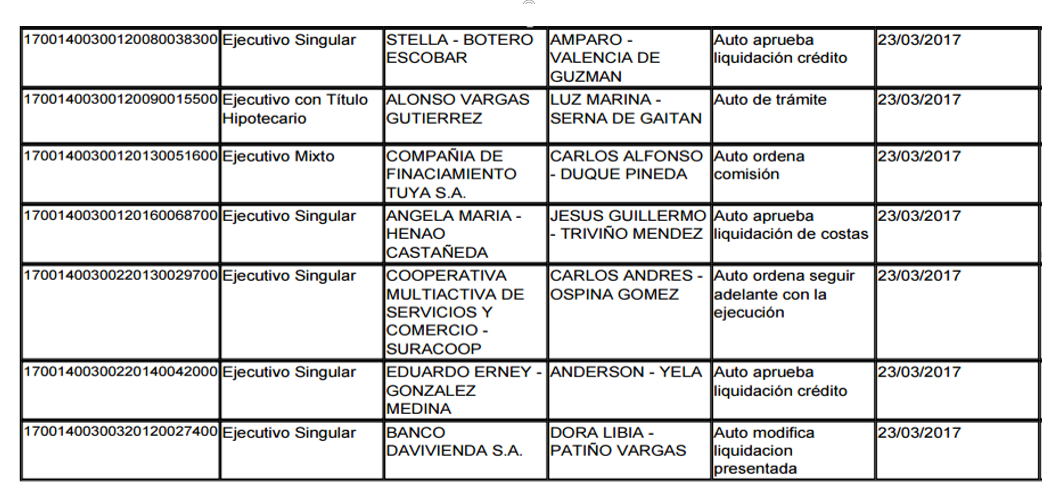 17001400300120080038300 Ejecutivo Singular STELLA - BOTERO AMPARO - Auto aprueba 23/03/2017
ESCOBAR VALENCIA DE liquidación crédito
GUZMAN
17001400300120090015500 Ejecutivo con Título ALONSO VARGAS LUZ MARINA - Auto de trámite 23/03/2017
Hipotecario GUTIERREZ SERNA DE GAITAN
17001400300120130051600 Ejecutivo Mixto COMPAÑIA DE CARLOS ALFONSO Auto ordena 23/03/2017
FINACIAMIENTO - DUQUE PINEDA comisión
TUYA S.A.
17001400300120160068700 Ejecutivo Singular ANGELA MARIA - JESUS GUILLERMO Auto aprueba 23/03/2017
HENAO - TRIVIÑO MENDEZ liquidación de costas
CASTAÑEDA
17001400300220130029700 Ejecutivo Singular COOPERATIVA CARLOS ANDRES - Auto ordena seguir 23/03/2017
MULTIACTIVA DE OSPINA GOMEZ adelante con la
SERVICIOS Y ejecución
COMERCIO -
SURACOOP
17001400300220140042000 Ejecutivo Singular EDUARDO ERNEY - ANDERSON - YELA Auto aprueba 23/03/2017
GONZALEZ liquidación crédito
MEDINA
17001400300320120027400 Ejecutivo Singular BANCO DORA LIBIA - Auto modifica 23/03/2017
DAVIVIENDA S.A. PATIÑO VARGAS liquidacion
presentada